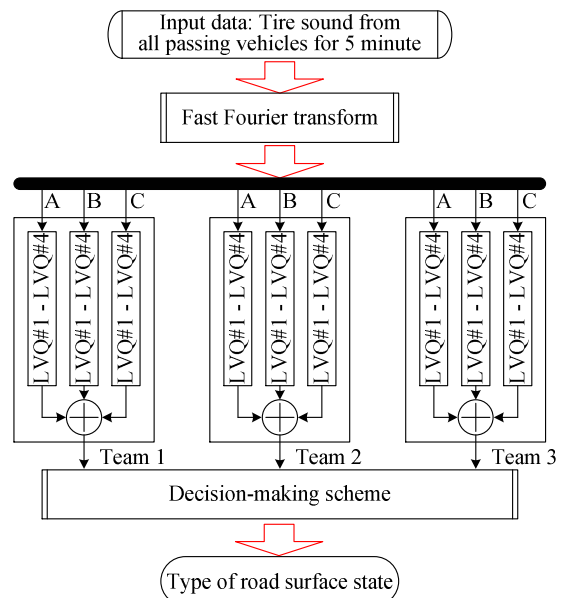 Input data: Tire sound from
all passing vehicles for 5 minute
Fast Fourier transform
A B C A B C A B C
LVQ#1 - LVQ#4
LVQ#1 - LVQ#4
LVQ#1 - LVQ#4
LVQ#1 - LVQ#4
LVQ#1 - LVQ#4
LVQ#1 - LVQ#4
LVQ#1 - LVQ#4
LVQ#1 - LVQ#4
LVQ#1 - LVQ#4
Team 1 Team 2 Team 3
Decision-making scheme
Type of road surface state